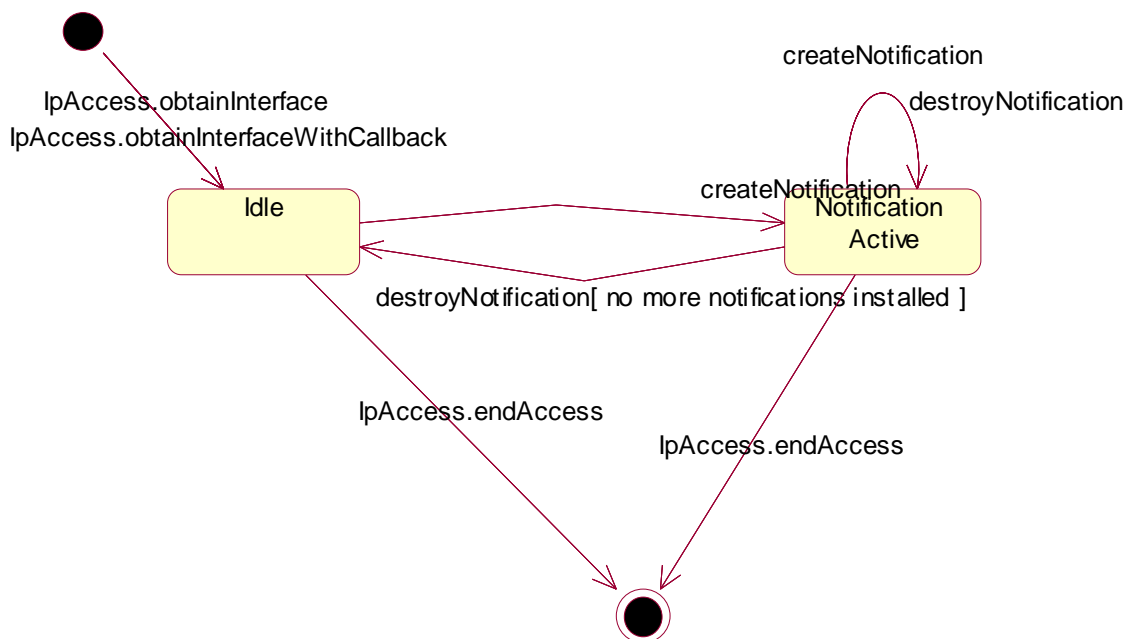 createNotification
destroyNotification
IpAccess.obtainInterface
IpAccess.obtainInterfaceWithCallback
createNotification
Idle
Notification
Active
destroyNotification[ no more notifications installed ]
IpAccess.endAccess
IpAccess.endAccess